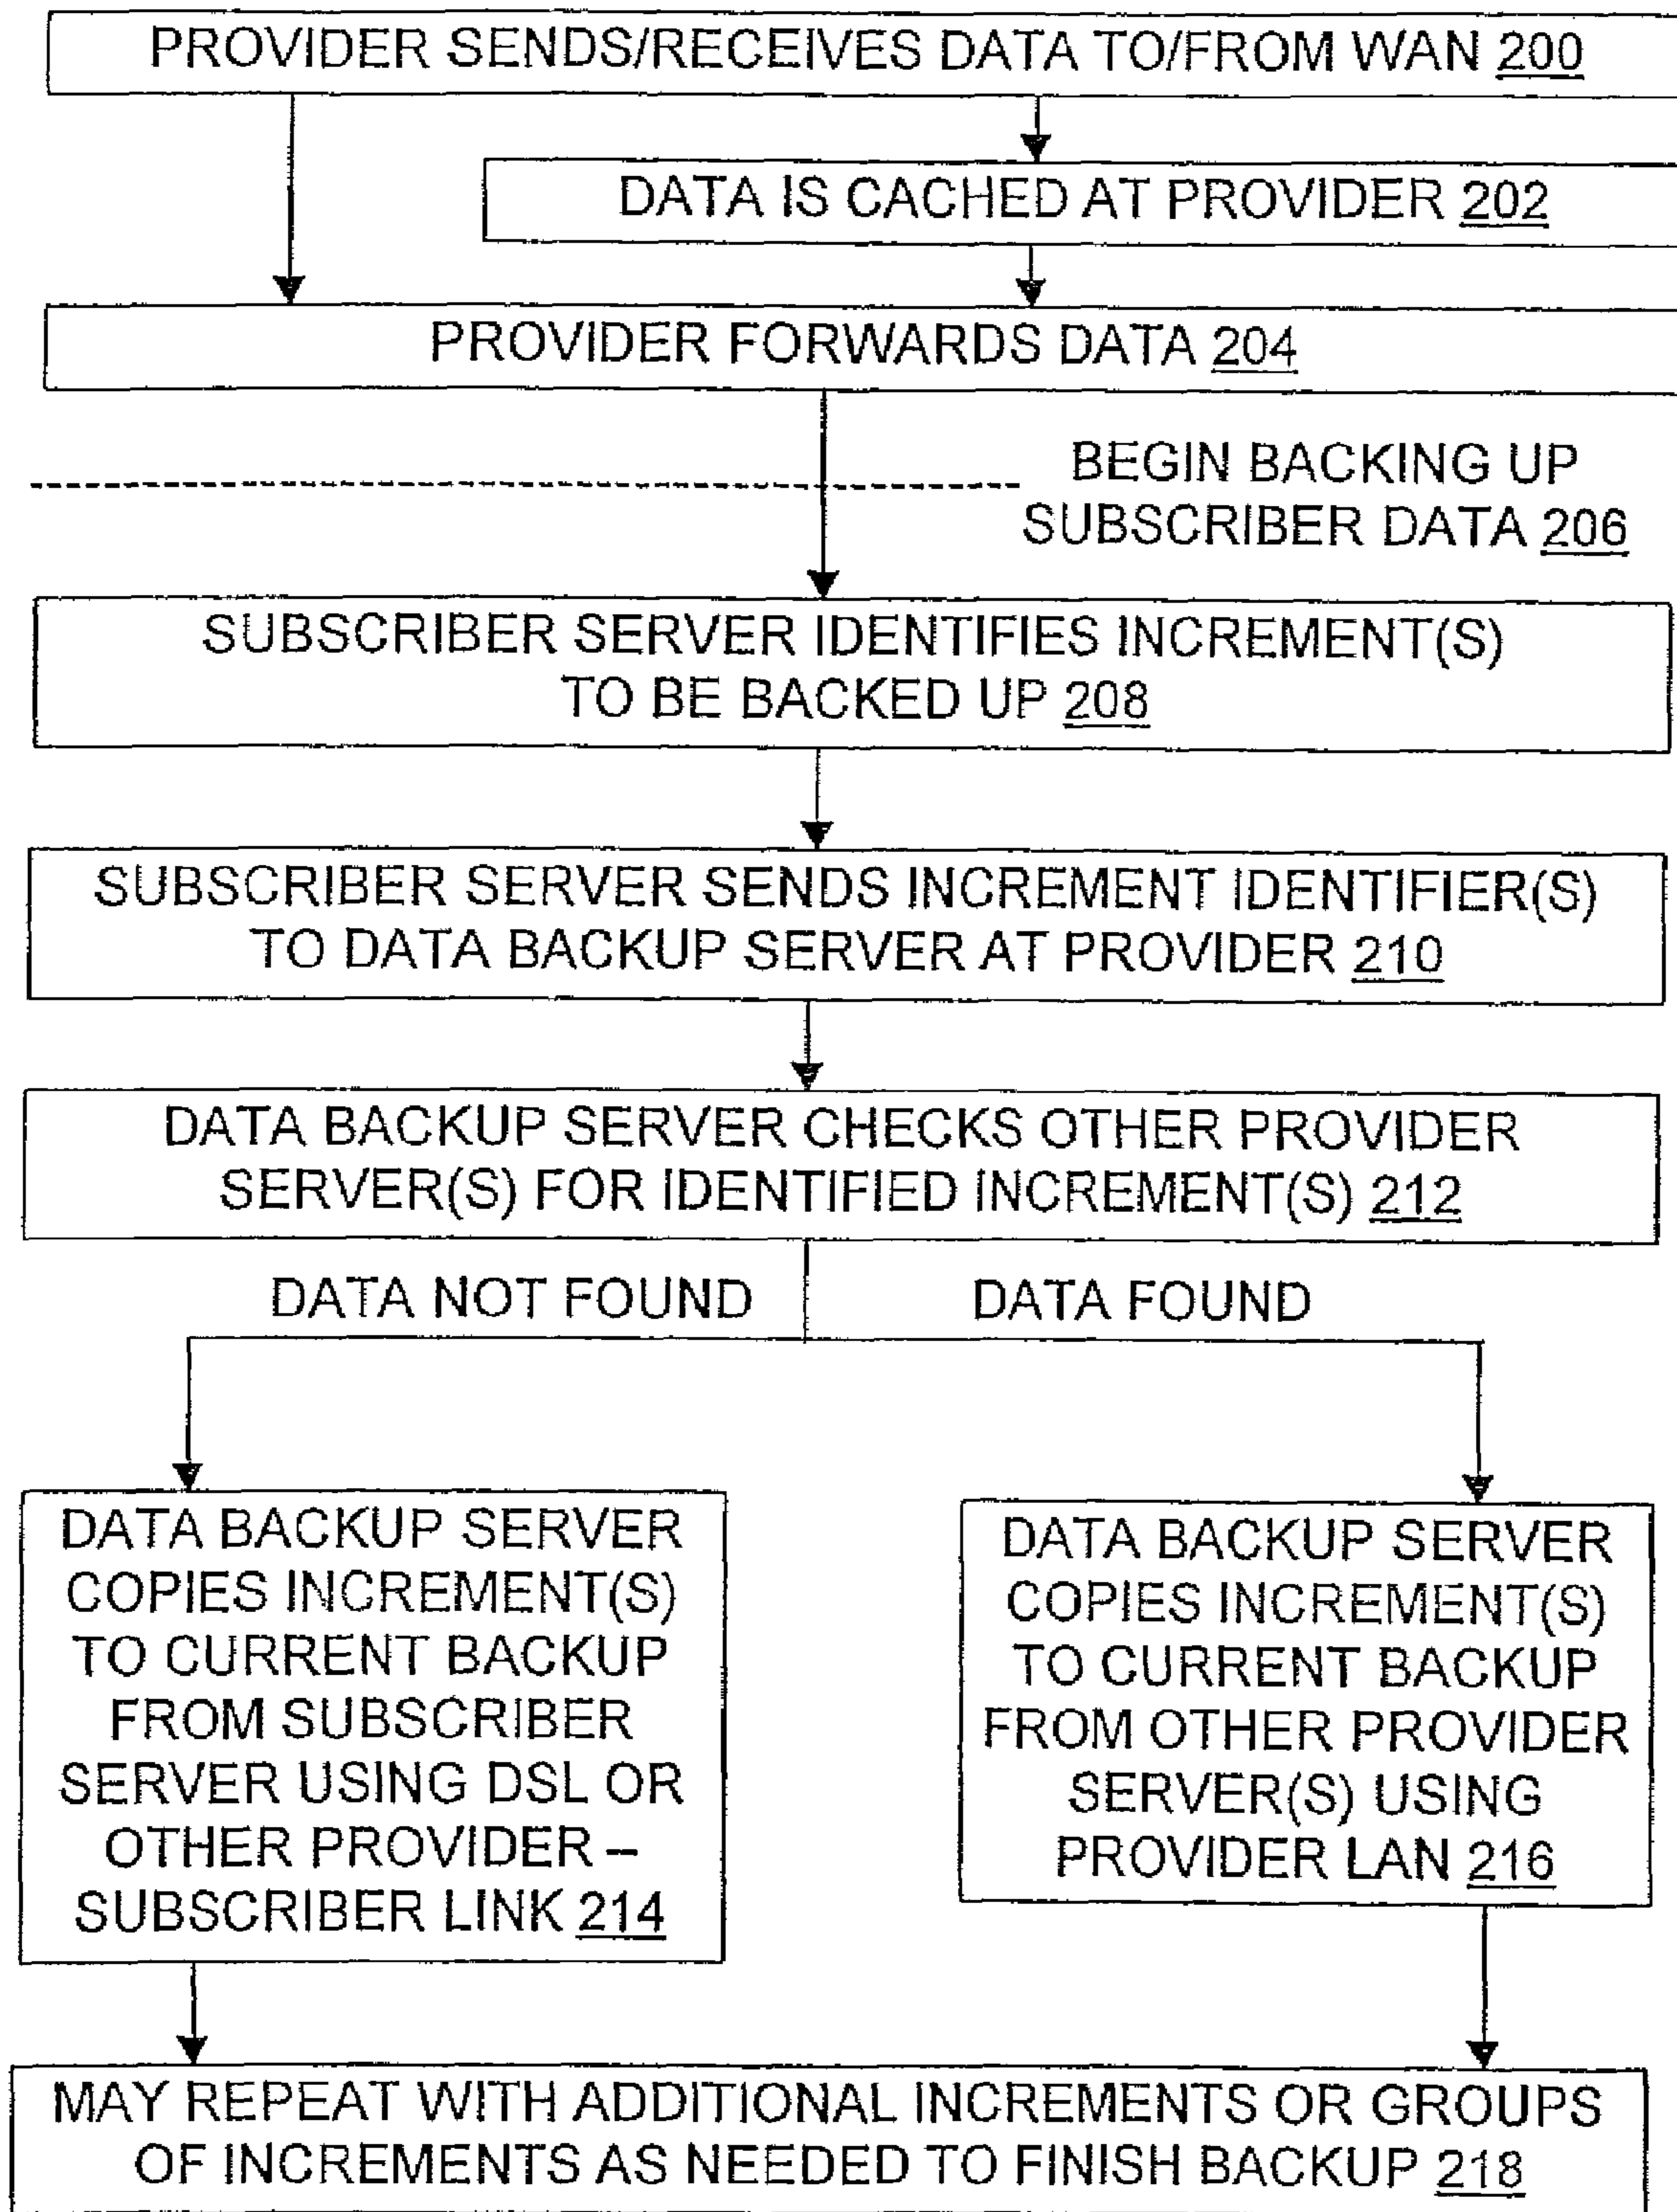 PROVIDER SENDS/RECEIVES DATA TO/FROM WAN 200
DATA IS CACHED AT PROVIDER 202
PROVIDER FORWARDS DATA 204
BEGIN BACKING UP
SUBSCRIBER DATA 206
SUBSCRIBER SERVER IDENTIFIES INCREMENT(S)
TO BE BACKED UP 208
SUBSCRIBER SERVER SENDS INCREMENT IDENTIFIER(S)
TO DATA BACKUP SERVER AT PROVIDER 210
DATA BACKUP SERVER CHECKS OTHER PROVIDER
SERVER(S) FOR IDENTIFIED INCREMENT(S) 212
DATA NOT FOUND
DATA FOUND
DATA BACKUP SERVER
COPIES INCREMENT(S)
TO CURRENT BACKUP
FROM SUBSCRIBER
SERVER USING DSL OR
OTHER PROVIDER –
SUBSCRIBER LINK 214
DATA BACKUP SERVER
COPIES INCREMENT(S)
TO CURRENT BACKUP
FROM OTHER PROVIDER
SERVER(S) USING
PROVIDER LAN 216
MAY REPEAT WITH ADDITIONAL INCREMENTS OR GROUPS
OF INCREMENTS AS NEEDED TO FINISH BACKUP 218